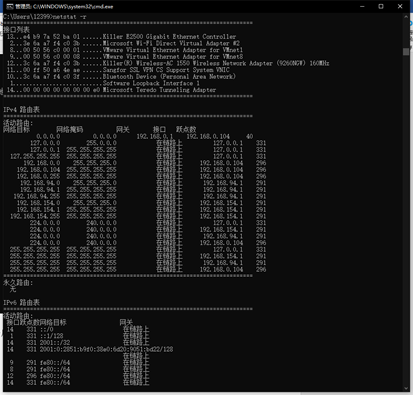 管理员: C:\WINDOWS\system32\cmd.exe
C:\Users\12399>netstat -r
接口列表
13...e4 b9 7a 52 ba 01 ......Killer E2500 Gigabit Ethernet Controller
2...3e 6a a7 f4 c0 3b ......Microsoft Wi-Fi Direct Virtual Adapter #2
8...00 50 56 c0 00 01 ......VMware Virtual Ethernet Adapter for VMnet1
9...00 50 56 c0 00 08 ......VMware Virtual Ethernet Adapter for VMnet8
12...3c 6a a7 f4 c0 3b ......Killer(R) Wireless-AC 1550 Wireless Network Adapter (9260NGW) 160MHz
11...00 ff 50 a6 4e ae ......Sangfor SSL VPN CS Support System VNIC
10...3c 6a a7 f4 c0 3f ......Bluetooth Device (Personal Area Network)
1...........................Software Loopback Interface 1
14...00 00 00 00 00 00 00 e0 Microsoft Teredo Tunneling Adapter
IPv4 路由表
活动路由:
网络目标 网络掩码 网关 接口 跃点数
0.0.0.0 0.0.0.0 192.168.0.1 192.168.0.104 40
127.0.0.0 255.0.0.0 在链路上 127.0.0.1 331
127.0.0.1 255.255.255.255 在链路上 127.0.0.1 331
127.255.255.255 255.255.255.255 在链路上 127.0.0.1 331
192.168.0.0 255.255.255.0 在链路上 192.168.0.104 296
192.168.0.104 255.255.255.255 在链路上 192.168.0.104 296
192.168.0.255 255.255.255.255 在链路上 192.168.0.104 296
192.168.94.0 255.255.255.0 在链路上 192.168.94.1 291
192.168.94.1 255.255.255.255 在链路上 192.168.94.1 291
192.168.94.255 255.255.255.255 在链路上 192.168.94.1 291
192.168.154.0 255.255.255.0 在链路上 192.168.154.1 291
192.168.154.1 255.255.255.255 在链路上 192.168.154.1 291
192.168.154.255 255.255.255.255 在链路上 192.168.154.1 291
224.0.0.0 240.0.0.0 在链路上 127.0.0.1 331
224.0.0.0 240.0.0.0 在链路上 192.168.154.1 291
224.0.0.0 240.0.0.0 在链路上 192.168.94.1 291
224.0.0.0 240.0.0.0 在链路上 192.168.0.104 296
255.255.255.255 255.255.255.255 在链路上 127.0.0.1 331
255.255.255.255 255.255.255.255 在链路上 192.168.154.1 291
255.255.255.255 255.255.255.255 在链路上 192.168.94.1 291
255.255.255.255 255.255.255.255 在链路上 192.168.0.104 296
永久路由:
无
IPv6 路由表
活动路由:
接口跃点数网络目标 网关
14 331 ::/0 在链路上
1 331 ::1/128 在链路上
14 331 2001::/32 在链路上
14 331 2001:0:2851:b9f0:38e0:6d20:9051:bd22/128
在链路上
9 291 fe80::/64 在链路上
8 291 fe80::/64 在链路上
12 296 fe80::/64 在链路上
14 331 fe80::/64 在链路上